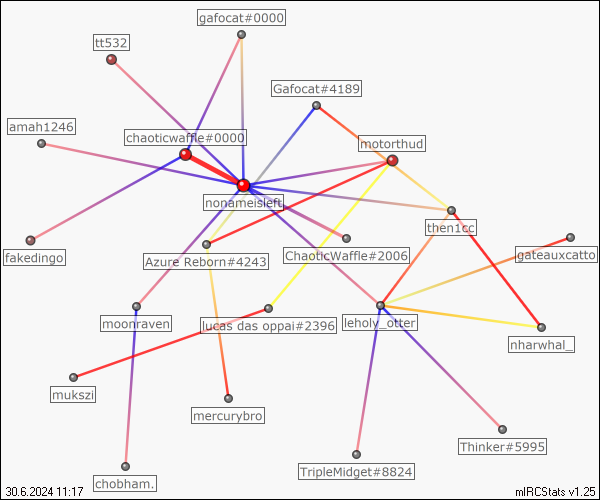 gafocat#0000
tt532
Gafocat#4189
amah1246
chaoticwaffle#0000
motorthud
nonameisleft
then1cc
fakedingo
Azure Reborn#4243
ChaoticWaffle#2006
gateauxcatto
moonraven
lucas das oppai#2396
leholy_otter
nharwhal_
mukszi
mercurybro
Thinker#5995
chobham.
TripleMidget#8824
30.6.2024 11:17
mIRCStats v1.25